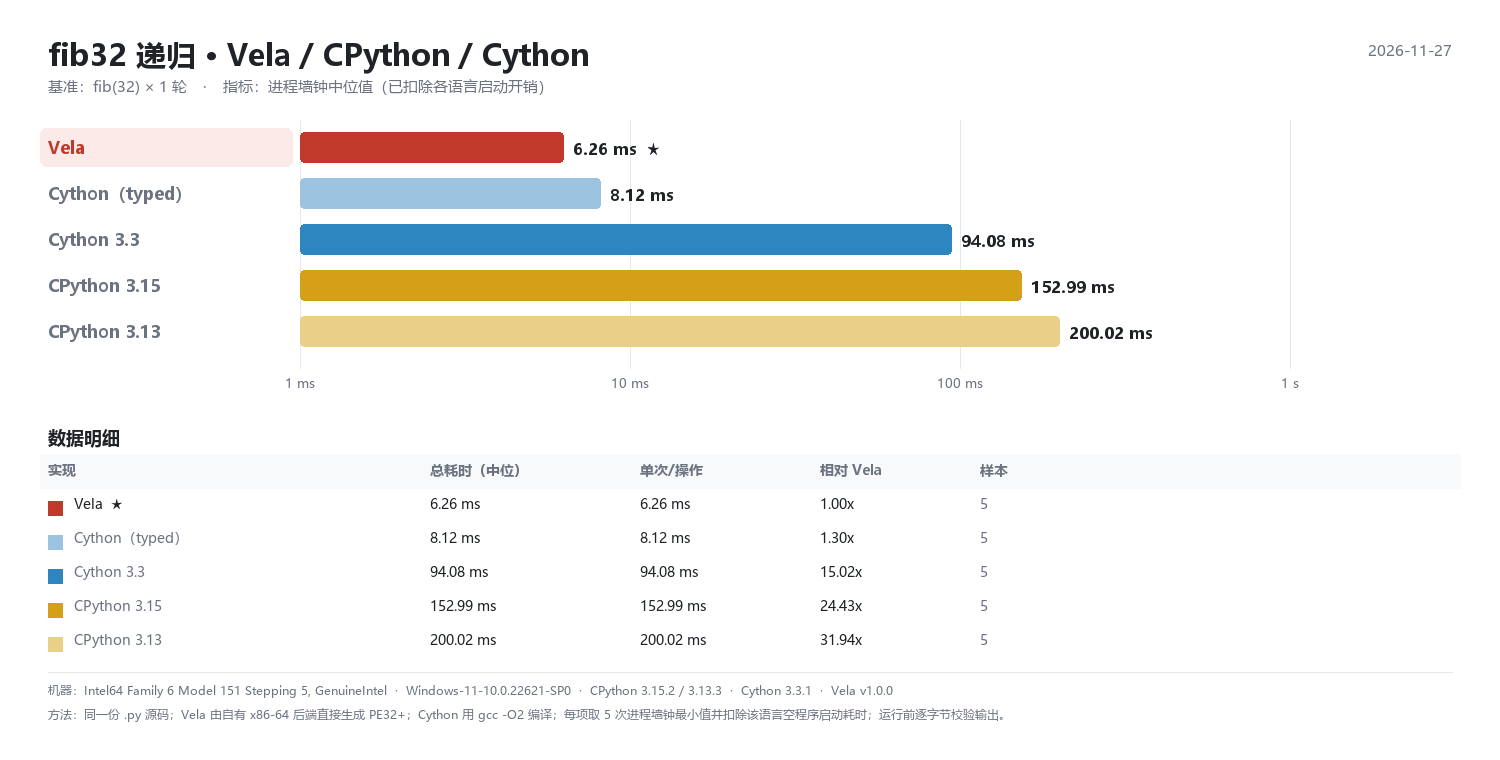 fib32 递归 • Vela / CPython / Cython
2026-11-27
基准：fib(32) × 1 轮 · 指标：进程墙钟中位值（已扣除各语言启动开销）
Vela 6.26 ms ★
Cython（typed） 8.12 ms
Cython 3.3 94.08 ms
CPython 3.15 152.99 ms
CPython 3.13 200.02 ms
1 ms 10 ms 100 ms 1 s
数据明细
实现 总耗时（中位） 单次/操作 相对 Vela 样本
Vela ★ 6.26 ms 6.26 ms 1.00x 5
Cython（typed） 8.12 ms 8.12 ms 1.30x 5
Cython 3.3 94.08 ms 94.08 ms 15.02x 5
CPython 3.15 152.99 ms 152.99 ms 24.43x 5
CPython 3.13 200.02 ms 200.02 ms 31.94x 5
机器：Intel64 Family 6 Model 151 Stepping 5, GenuineIntel · Windows-11-10.0.22621-SP0 · CPython 3.15.2 / 3.13.3 · Cython 3.3.1 · Vela v1.0.0
方法：同一份 .py 源码；Vela 由自有 x86-64 后端直接生成 PE32+；Cython 用 gcc -O2 编译；每项取 5 次进程墙钟最小值并扣除该语言空程序启动耗时；运行前逐字节校验输出。